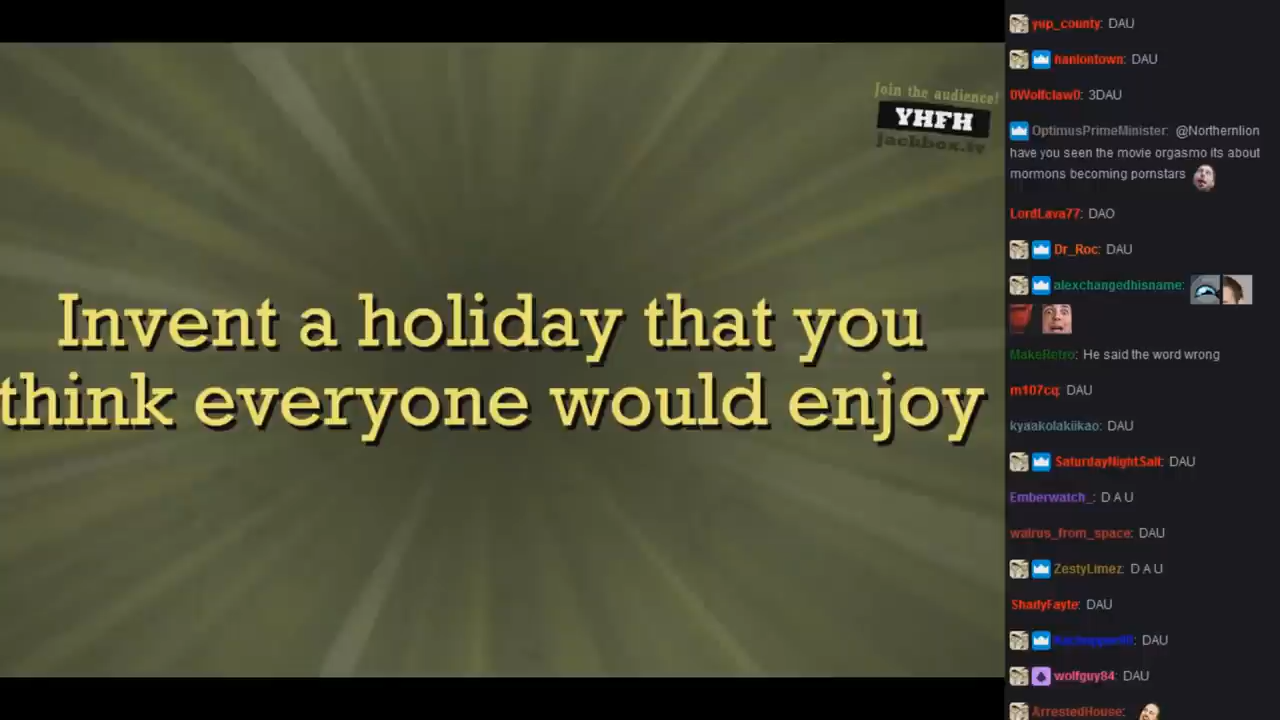 Join the audience!
YHFH
jackbox.tv
Invent a holiday that you
think everyone would enjoy
yup_county: DAU
hanlontown: DAU
0Wolfclaw0: 3DAU
OptimusPrimeMinister: @Northernlion
have you seen the movie orgasmo its about
mormons becoming pornstars
LordLava77: DAO
Dr_Roc: DAU
alexchangedhisname:
MakeRetro: He said the word wrong
m107cq: DAU
kyaakolakiikao: DAU
SaturdayNightSalt: DAU
Emberwatch_: D A U
walrus_from_space: DAU
ZestyLimez: D A U
ShadyFayte: DAU
: DAU
wolfguy84: DAU
ArrestedHouse: